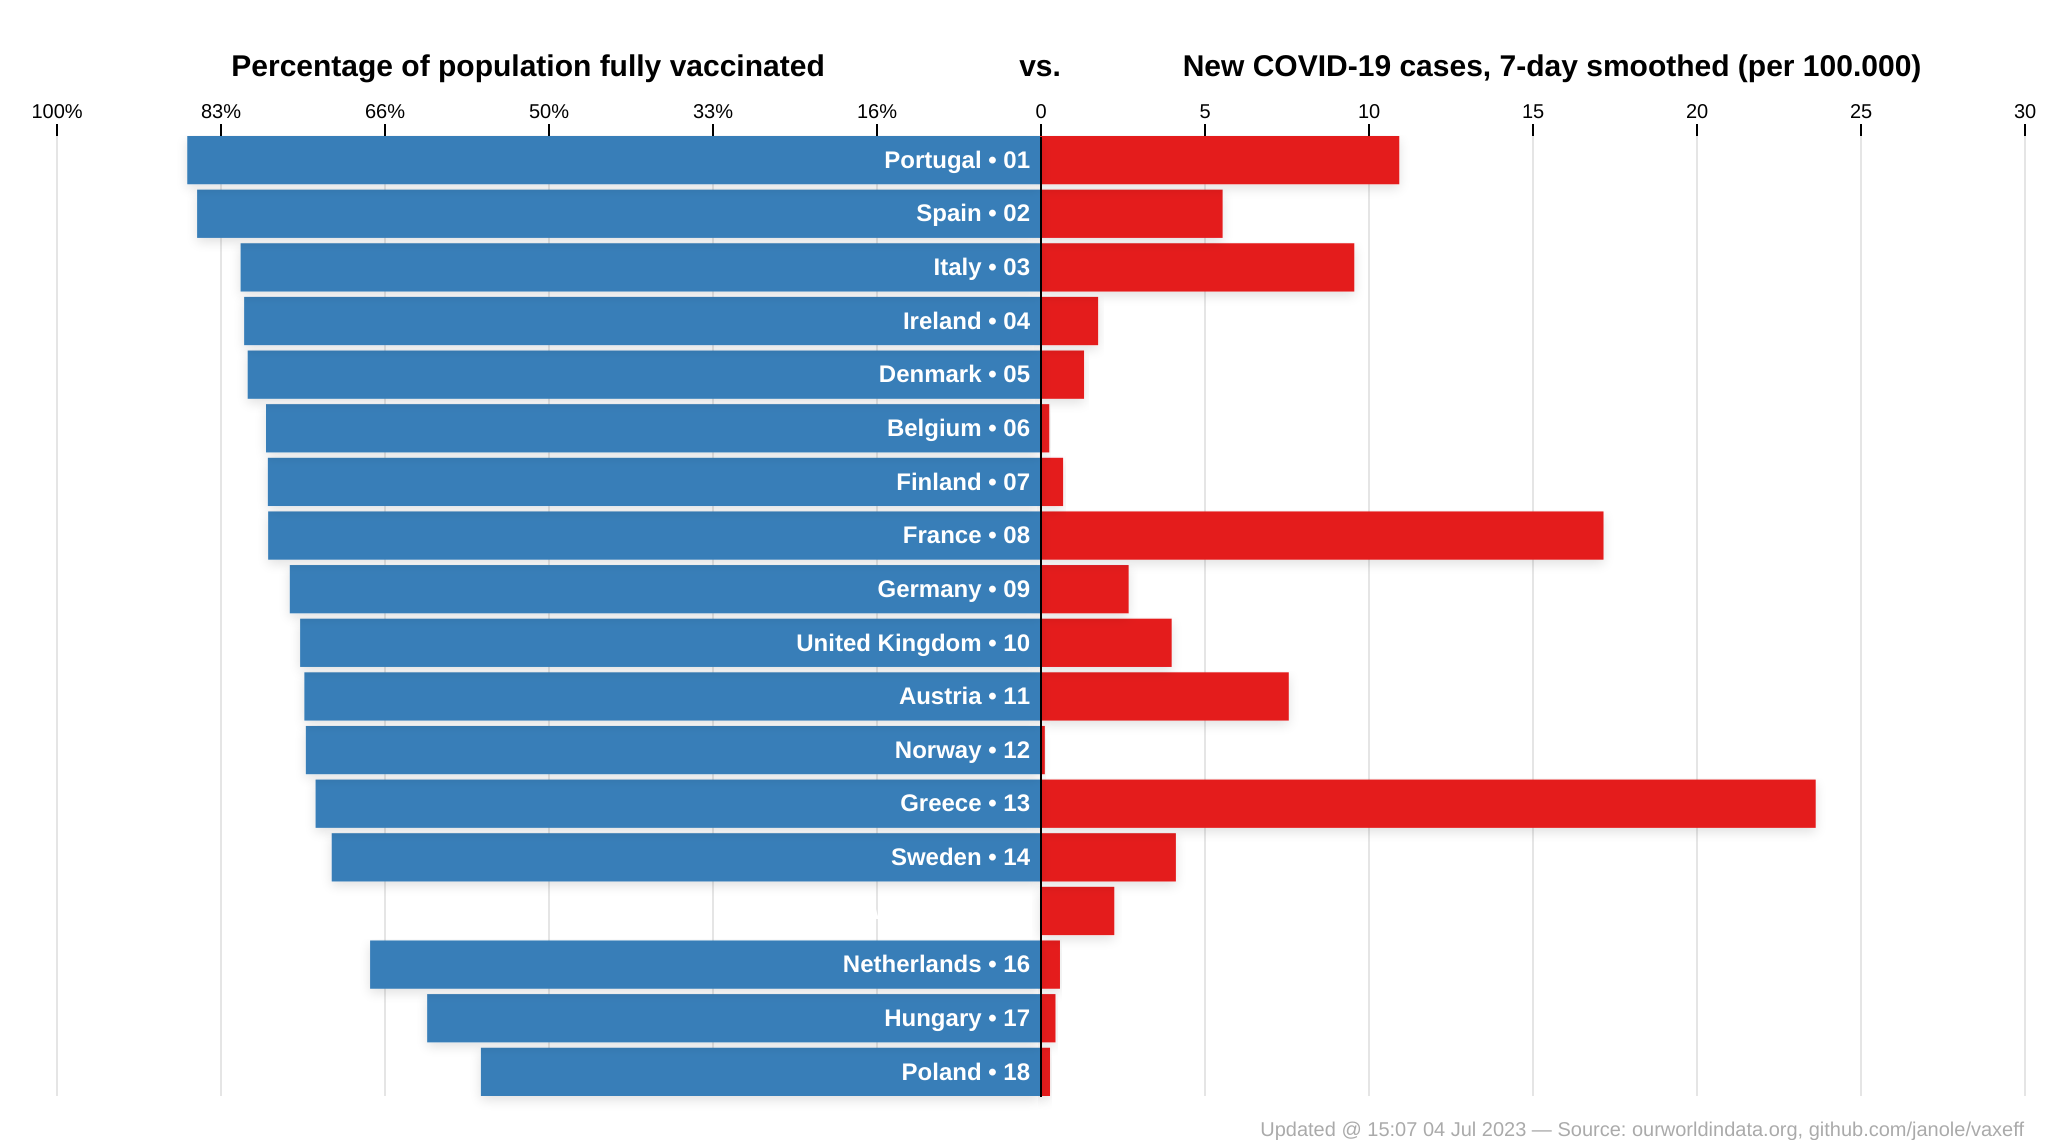 Percentage of population fully vaccinated vs. New COVID-19 cases, 7-day smoothed (per 100.000)
100% 83% 66% 50% 33% 16% 0 5 10 15 20 25 30
Portugal • 01
Spain • 02
Italy • 03
Ireland • 04
Denmark • 05
Belgium • 06
Finland • 07
France • 08
Germany • 09
United Kingdom • 10
Austria • 11
Norway • 12
Greece • 13
Sweden • 14
Netherlands • 16
Hungary • 17
Poland • 18
Updated @ 15:07 04 Jul 2023 — Source: ourworldindata.org, github.com/janole/vaxeff